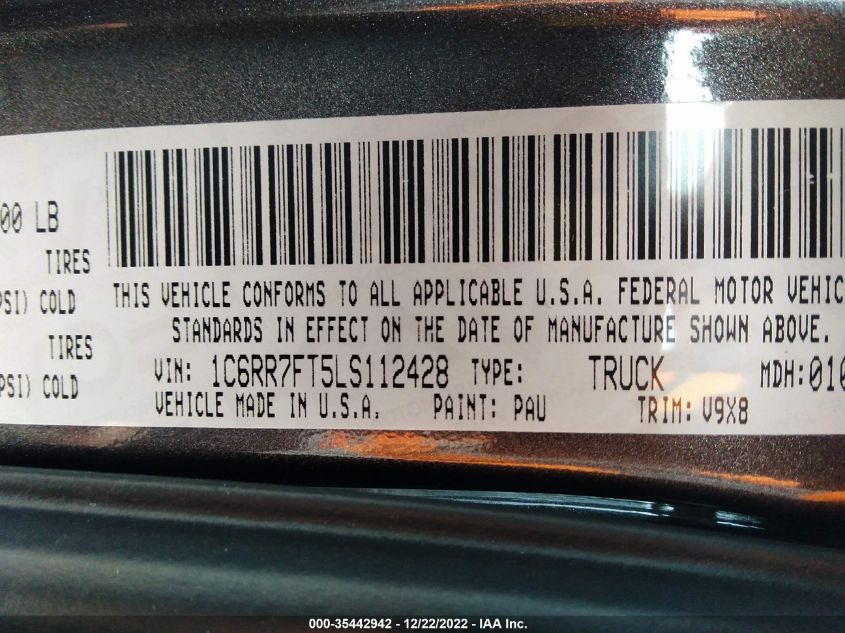 00 LB
TIRES
PSI) COLD
TIRES
PSI) COLD
THIS VEHICLE CONFORMS TO ALL APPLICABLE U.S.A. FEDERAL MOTOR VEHIC
STANDARDS IN EFFECT ON THE DATE OF MANUFACTURE SHOWN ABOVE.
VIN: 1C6RR7FT5LS112428 TYPE: TRUCK MDH:010
VEHICLE MADE IN U.S.A. PAINT: PAU TRIM: V9X8
000-35442942 - 12/22/2022 - IAA Inc.